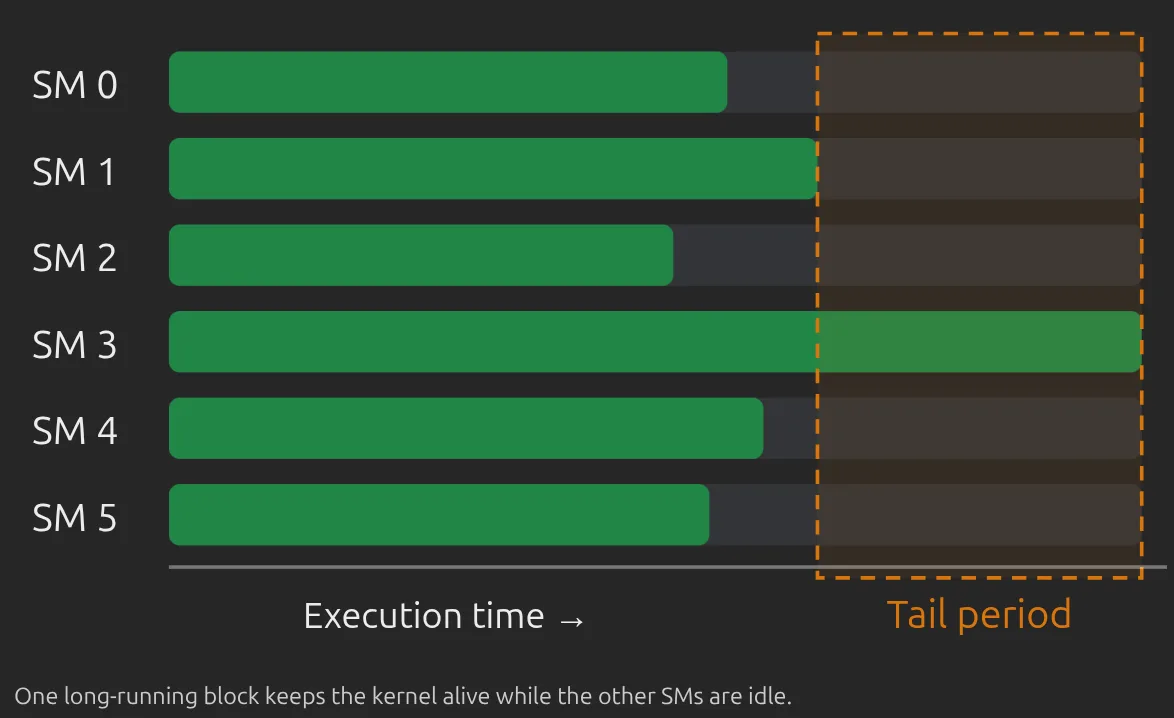 SM 0
SM 1
SM 2
SM 3
SM 4
SM 5
Execution time →
Tail period
One long-running block keeps the kernel alive while the other SMs are idle.